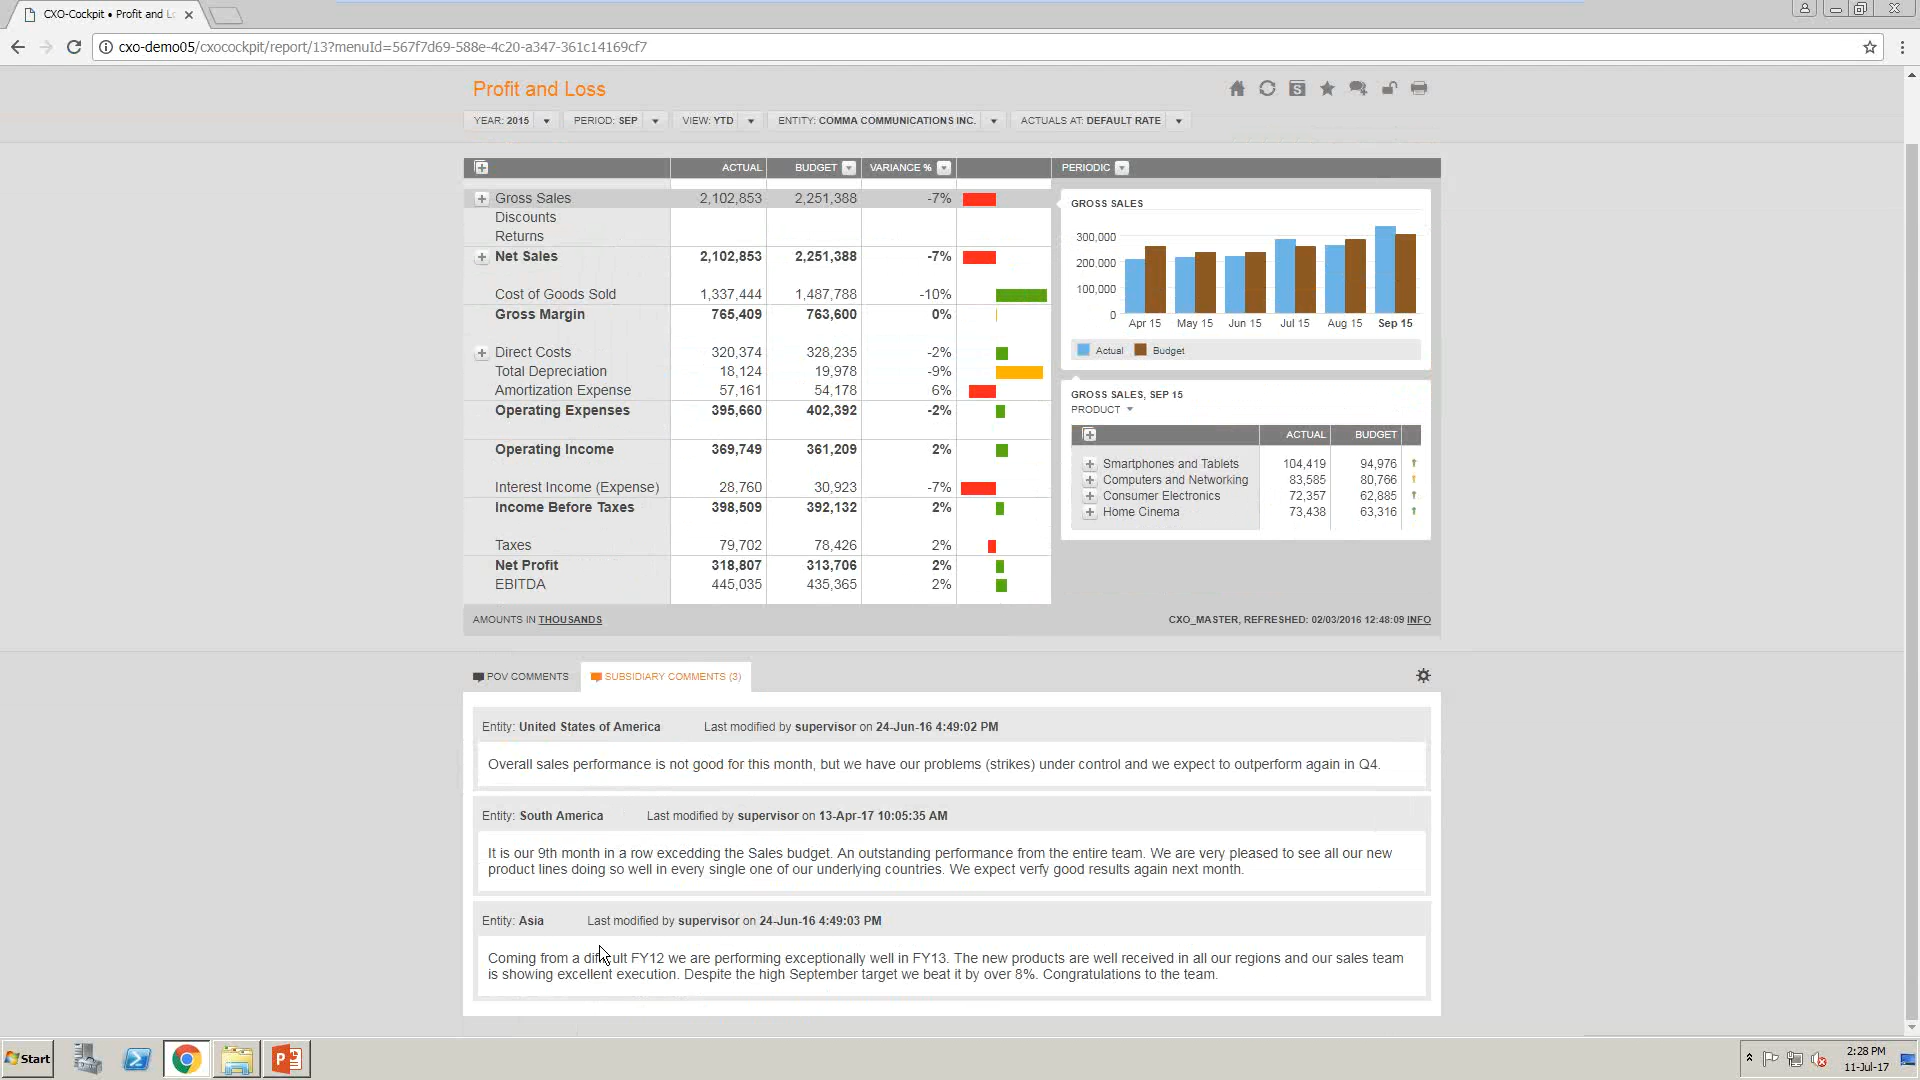 CXO-Cockpit • Profit and L
cxo-demo05/cxocockpit/report/13?menuId=567f7d69-588e-4c20-a347-361c14169cf7
Profit and Loss
YEAR: 2015 PERIOD: SEP VIEW: YTD ENTITY: COMMA COMMUNICATIONS INC. ACTUALS AT: DEFAULT RATE
ACTUAL BUDGET VARIANCE % PERIODIC
Gross Sales 2,102,853 2,251,388 -7%
Discounts
Returns
Net Sales 2,102,853 2,251,388 -7%
Cost of Goods Sold 1,337,444 1,487,788 -10%
Gross Margin 765,409 763,600 0%
Direct Costs 320,374 328,235 -2%
Total Depreciation 18,124 19,978 -9%
Amortization Expense 57,161 54,178 6%
Operating Expenses 395,660 402,392 -2%
Operating Income 369,749 361,209 2%
Interest Income (Expense) 28,760 30,923 -7%
Income Before Taxes 398,509 392,132 2%
Taxes 79,702 78,426 2%
Net Profit 318,807 313,706 2%
EBITDA 445,035 435,365 2%
GROSS SALES
300,000
200,000
100,000
0
Apr 15 May 15 Jun 15 Jul 15 Aug 15 Sep 15
Actual Budget
GROSS SALES, SEP 15
PRODUCT
ACTUAL BUDGET
Smartphones and Tablets 104,419 94,976
Computers and Networking 83,585 80,766
Consumer Electronics 72,357 62,885
Home Cinema 73,438 63,316
AMOUNTS IN THOUSANDS CXO_MASTER, REFRESHED: 02/03/2016 12:48:09 INFO
POV COMMENTS SUBSIDIARY COMMENTS (3)
Entity: United States of America Last modified by supervisor on 24-Jun-16 4:49:02 PM
Overall sales performance is not good for this month, but we have our problems (strikes) under control and we expect to outperform again in Q4.
Entity: South America Last modified by supervisor on 13-Apr-17 10:05:35 AM
It is our 9th month in a row excedding the Sales budget. An outstanding performance from the entire team. We are very pleased to see all our new
product lines doing so well in every single one of our underlying countries. We expect verfy good results again next month.
Entity: Asia Last modified by supervisor on 24-Jun-16 4:49:03 PM
Coming from a difficult FY12 we are performing exceptionally well in FY13. The new products are well received in all our regions and our sales team
is showing excellent execution. Despite the high September target we beat it by over 8%. Congratulations to the team.
Start
2:28 PM
11-Jul-17